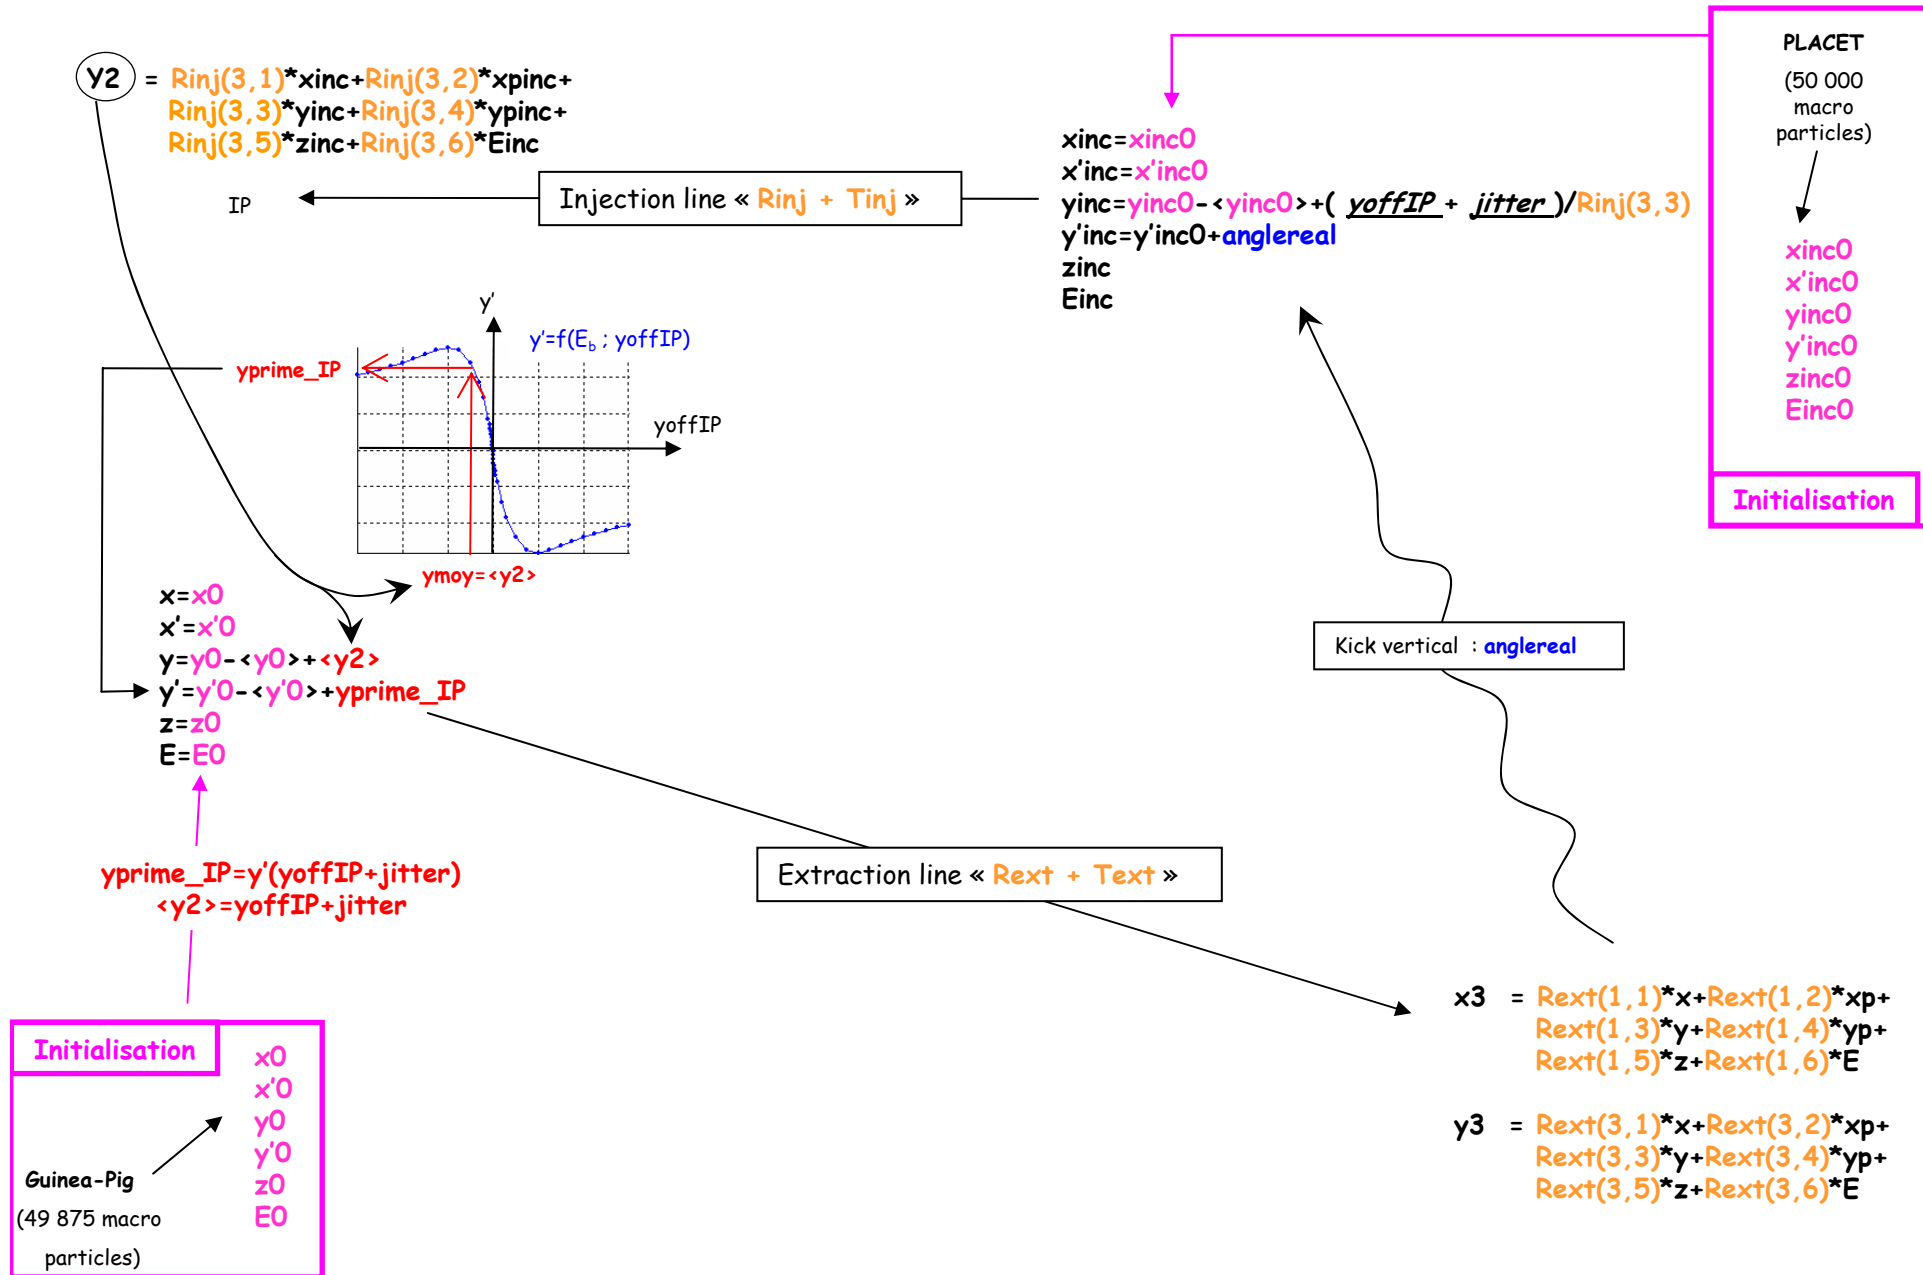 PLACET
(50 000
macro
particles)
xinc0
x'inc0
yinc0
y'inc0
zinc0
Einc0
Initialisation
Y2 = Rinj(3,1)*xinc+Rinj(3,2)*xpinc+
Rinj(3,3)*yinc+Rinj(3,4)*ypinc+
Rinj(3,5)*zinc+Rinj(3,6)*Einc
IP
Injection line « Rinj + Tinj »
xinc=xinc0
x'inc=x'inc0
yinc=yinc0-<yinc0>+( yoffIP + jitter )/Rinj(3,3)
y'inc=y'inc0+anglereal
zinc
Einc
y'
y'=f(Eb ; yoffIP)
yprime_IP
yoffIP
ymoy=<y2>
x=x0
x'=x'0
y=y0-<y0>+<y2>
y'=y'0-<y'0>+yprime_IP
z=z0
E=E0
Kick vertical : anglereal
yprime_IP=y'(yoffIP+jitter)
<y2>=yoffIP+jitter
Extraction line « Rext + Text »
x3 = Rext(1,1)*x+Rext(1,2)*xp+
Rext(1,3)*y+Rext(1,4)*yp+
Rext(1,5)*z+Rext(1,6)*E
y3 = Rext(3,1)*x+Rext(3,2)*xp+
Rext(3,3)*y+Rext(3,4)*yp+
Rext(3,5)*z+Rext(3,6)*E
Initialisation
x0
x'0
y0
y'0
z0
E0
Guinea-Pig
(49 875 macro
particles)